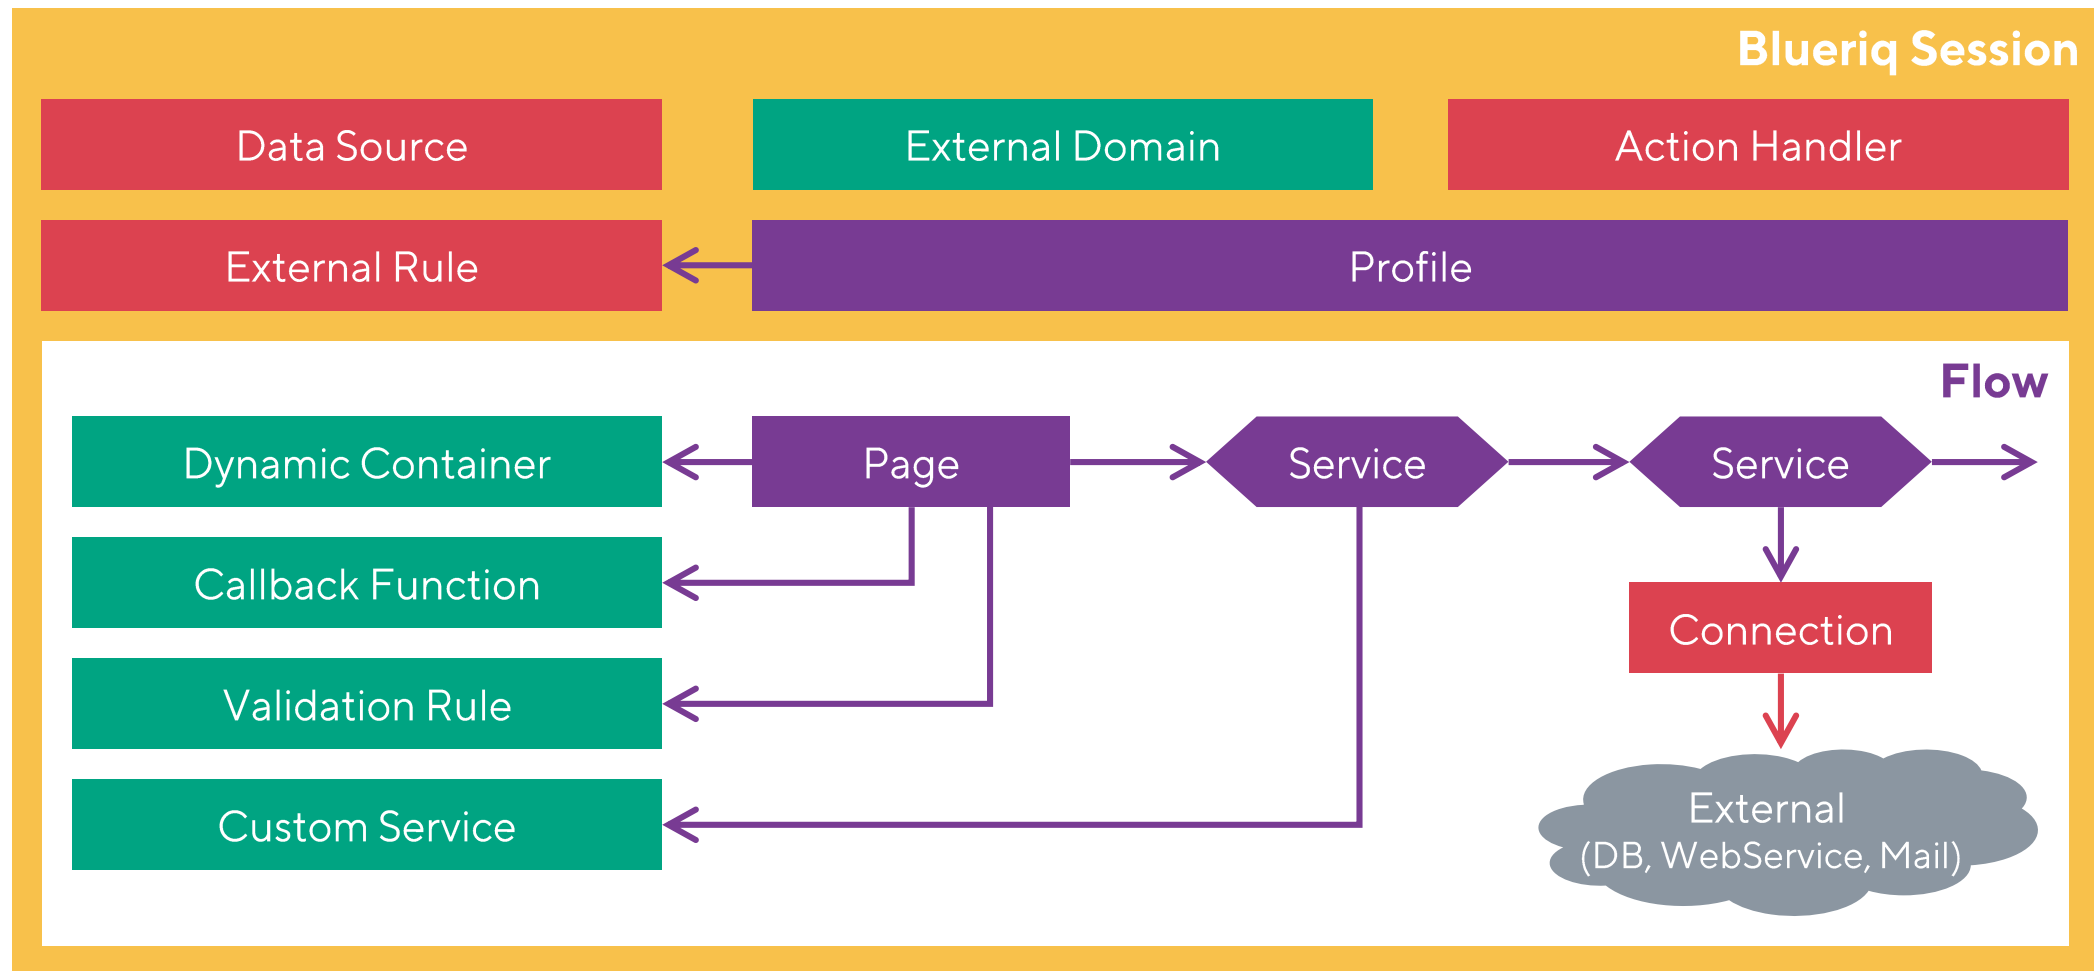 Blueriq Session
Data Source
External Domain
Action Handler
External Rule
Profile
Flow
Dynamic Container
Page
Service
Service
Callback Function
Connection
Validation Rule
Custom Service
External
(DB, WebService, Mail)